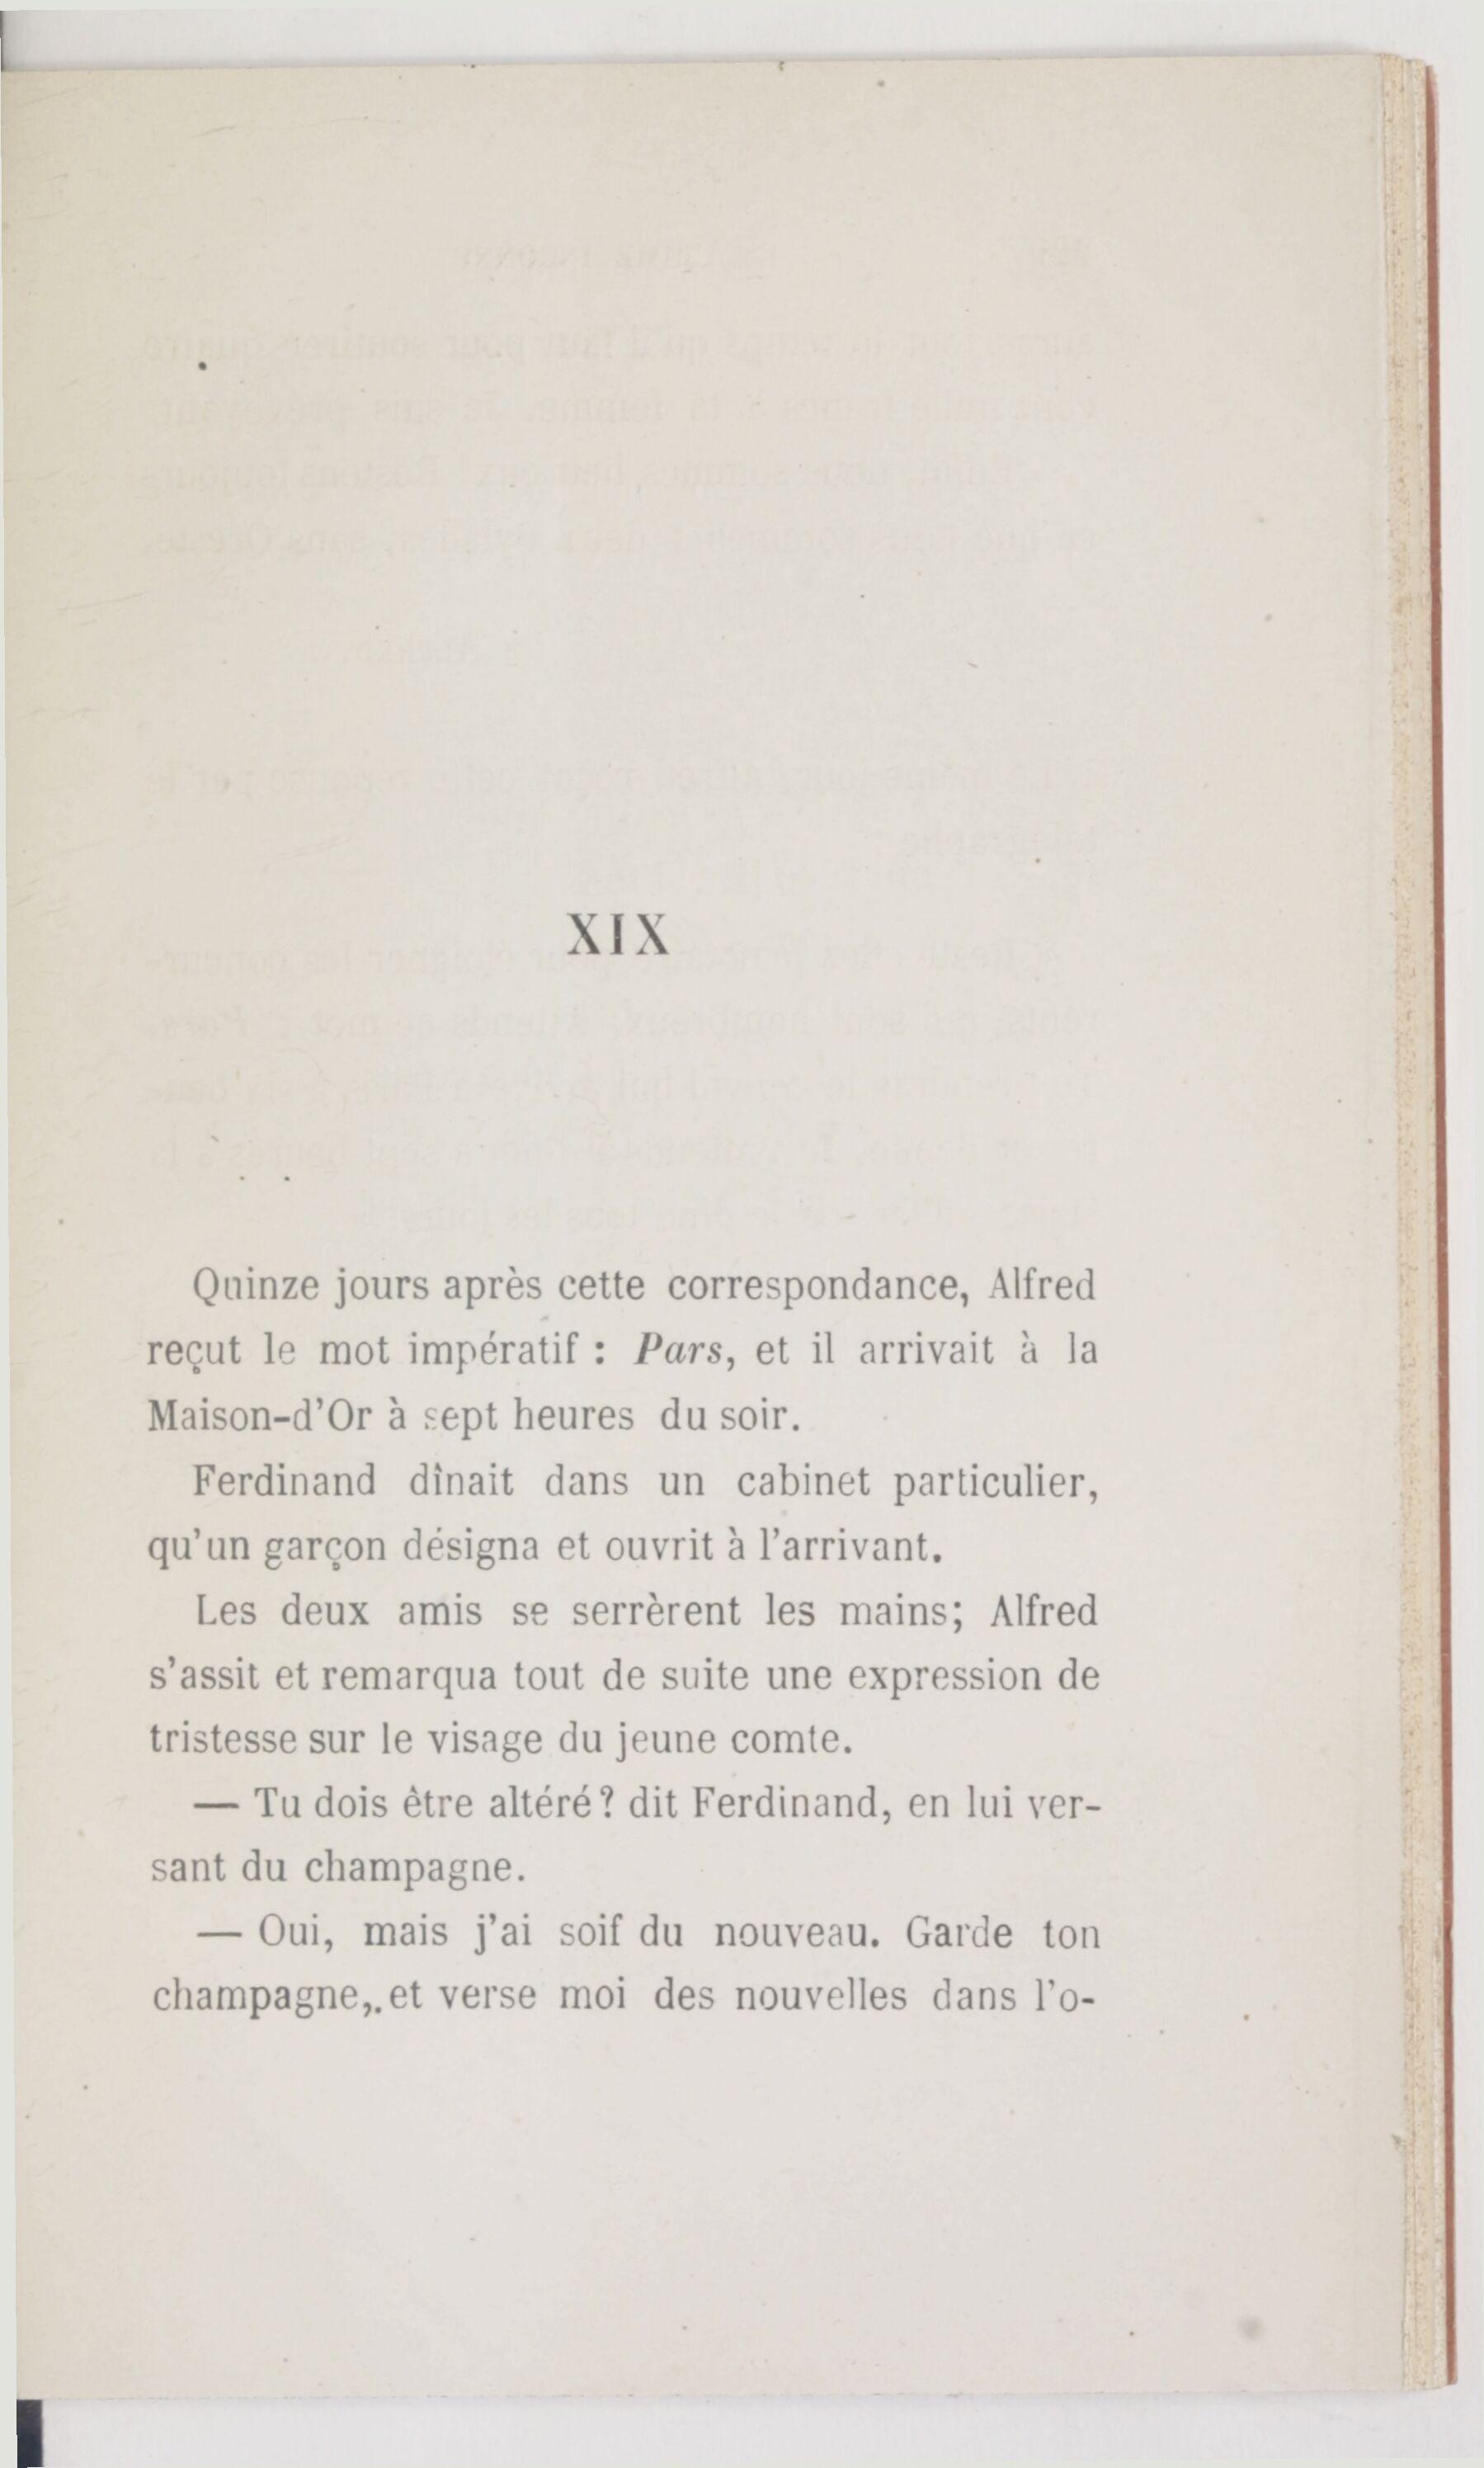 XIX
Quinze jours après cette correspondance, Alfred
reçut le mot impératif : Pars, et il arrivait à la
Maison-d'Or à sept heures du soir.
Ferdinand dînait dans un cabinet particulier,
qu'un garçon désigna et ouvrit à l'arrivant.
Les deux amis se serrèrent les mains; Alfred
s'assit et remarqua tout de suite une expression de
tristesse sur le visage du jeune comte.
— Tu dois être altéré? dit Ferdinand, en lui ver-
sant du champagne.
— Oui, mais j'ai soif du nouveau. Garde ton
champagne,. et verse moi des nouvelles dans l'o-